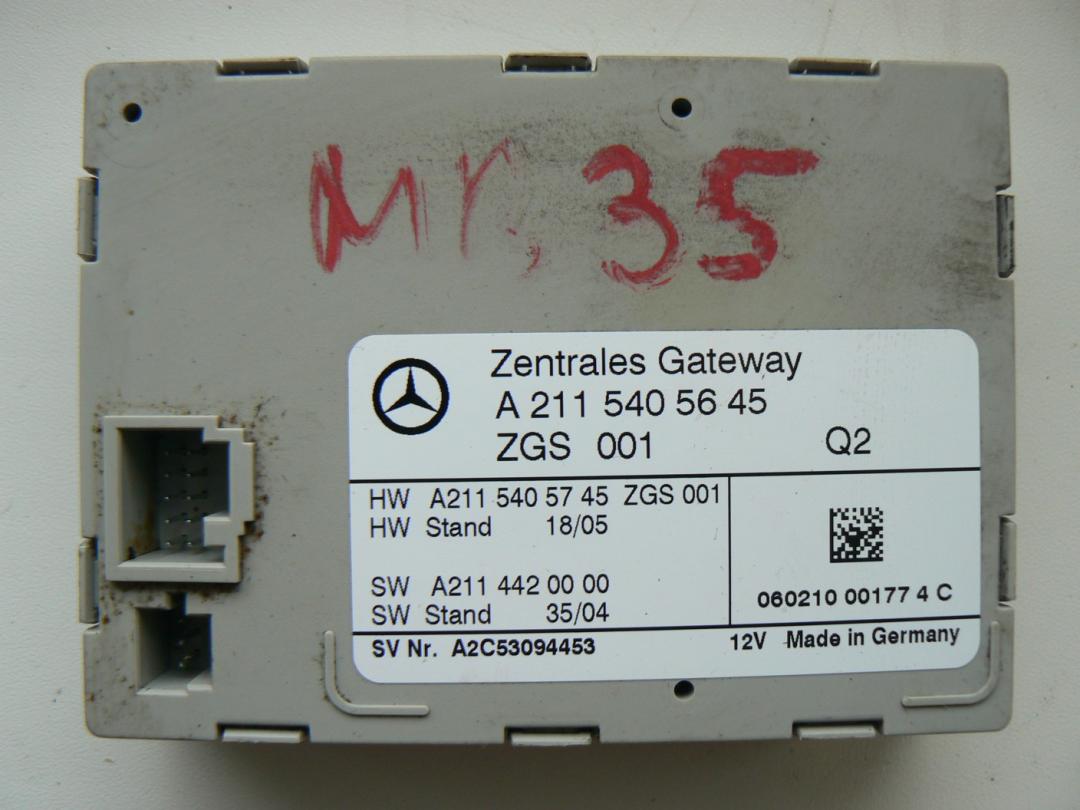 Mr. 35
Zentrales Gateway
A 211 540 56 45
ZGS 001 Q2
HW A211 540 57 45 ZGS 001
HW Stand 18/05
SW A211 442 00 00
SW Stand 35/04
060210 00177 4 C
SV Nr. A2C53094453
12V Made in Germany